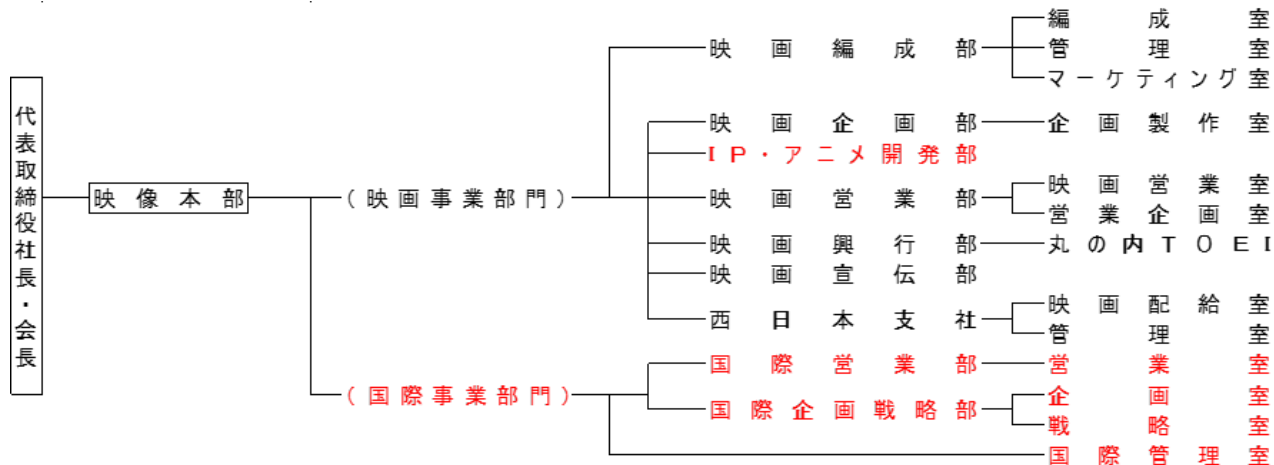 代表取締役社長・会長
映像本部
(映画事業部門)
映画編成部
編成室
管理室
マーケティング室
映画企画部
企画製作室
IP・アニメ開発部
映画営業部
映画営業室
営業企画室
映画興行部
丸の内TOEI
映画宣伝部
西日本支社
映画配給室
管理室
(国際事業部門)
国際営業部
営業室
国際企画戦略部
企画室
戦略室
国際管理室